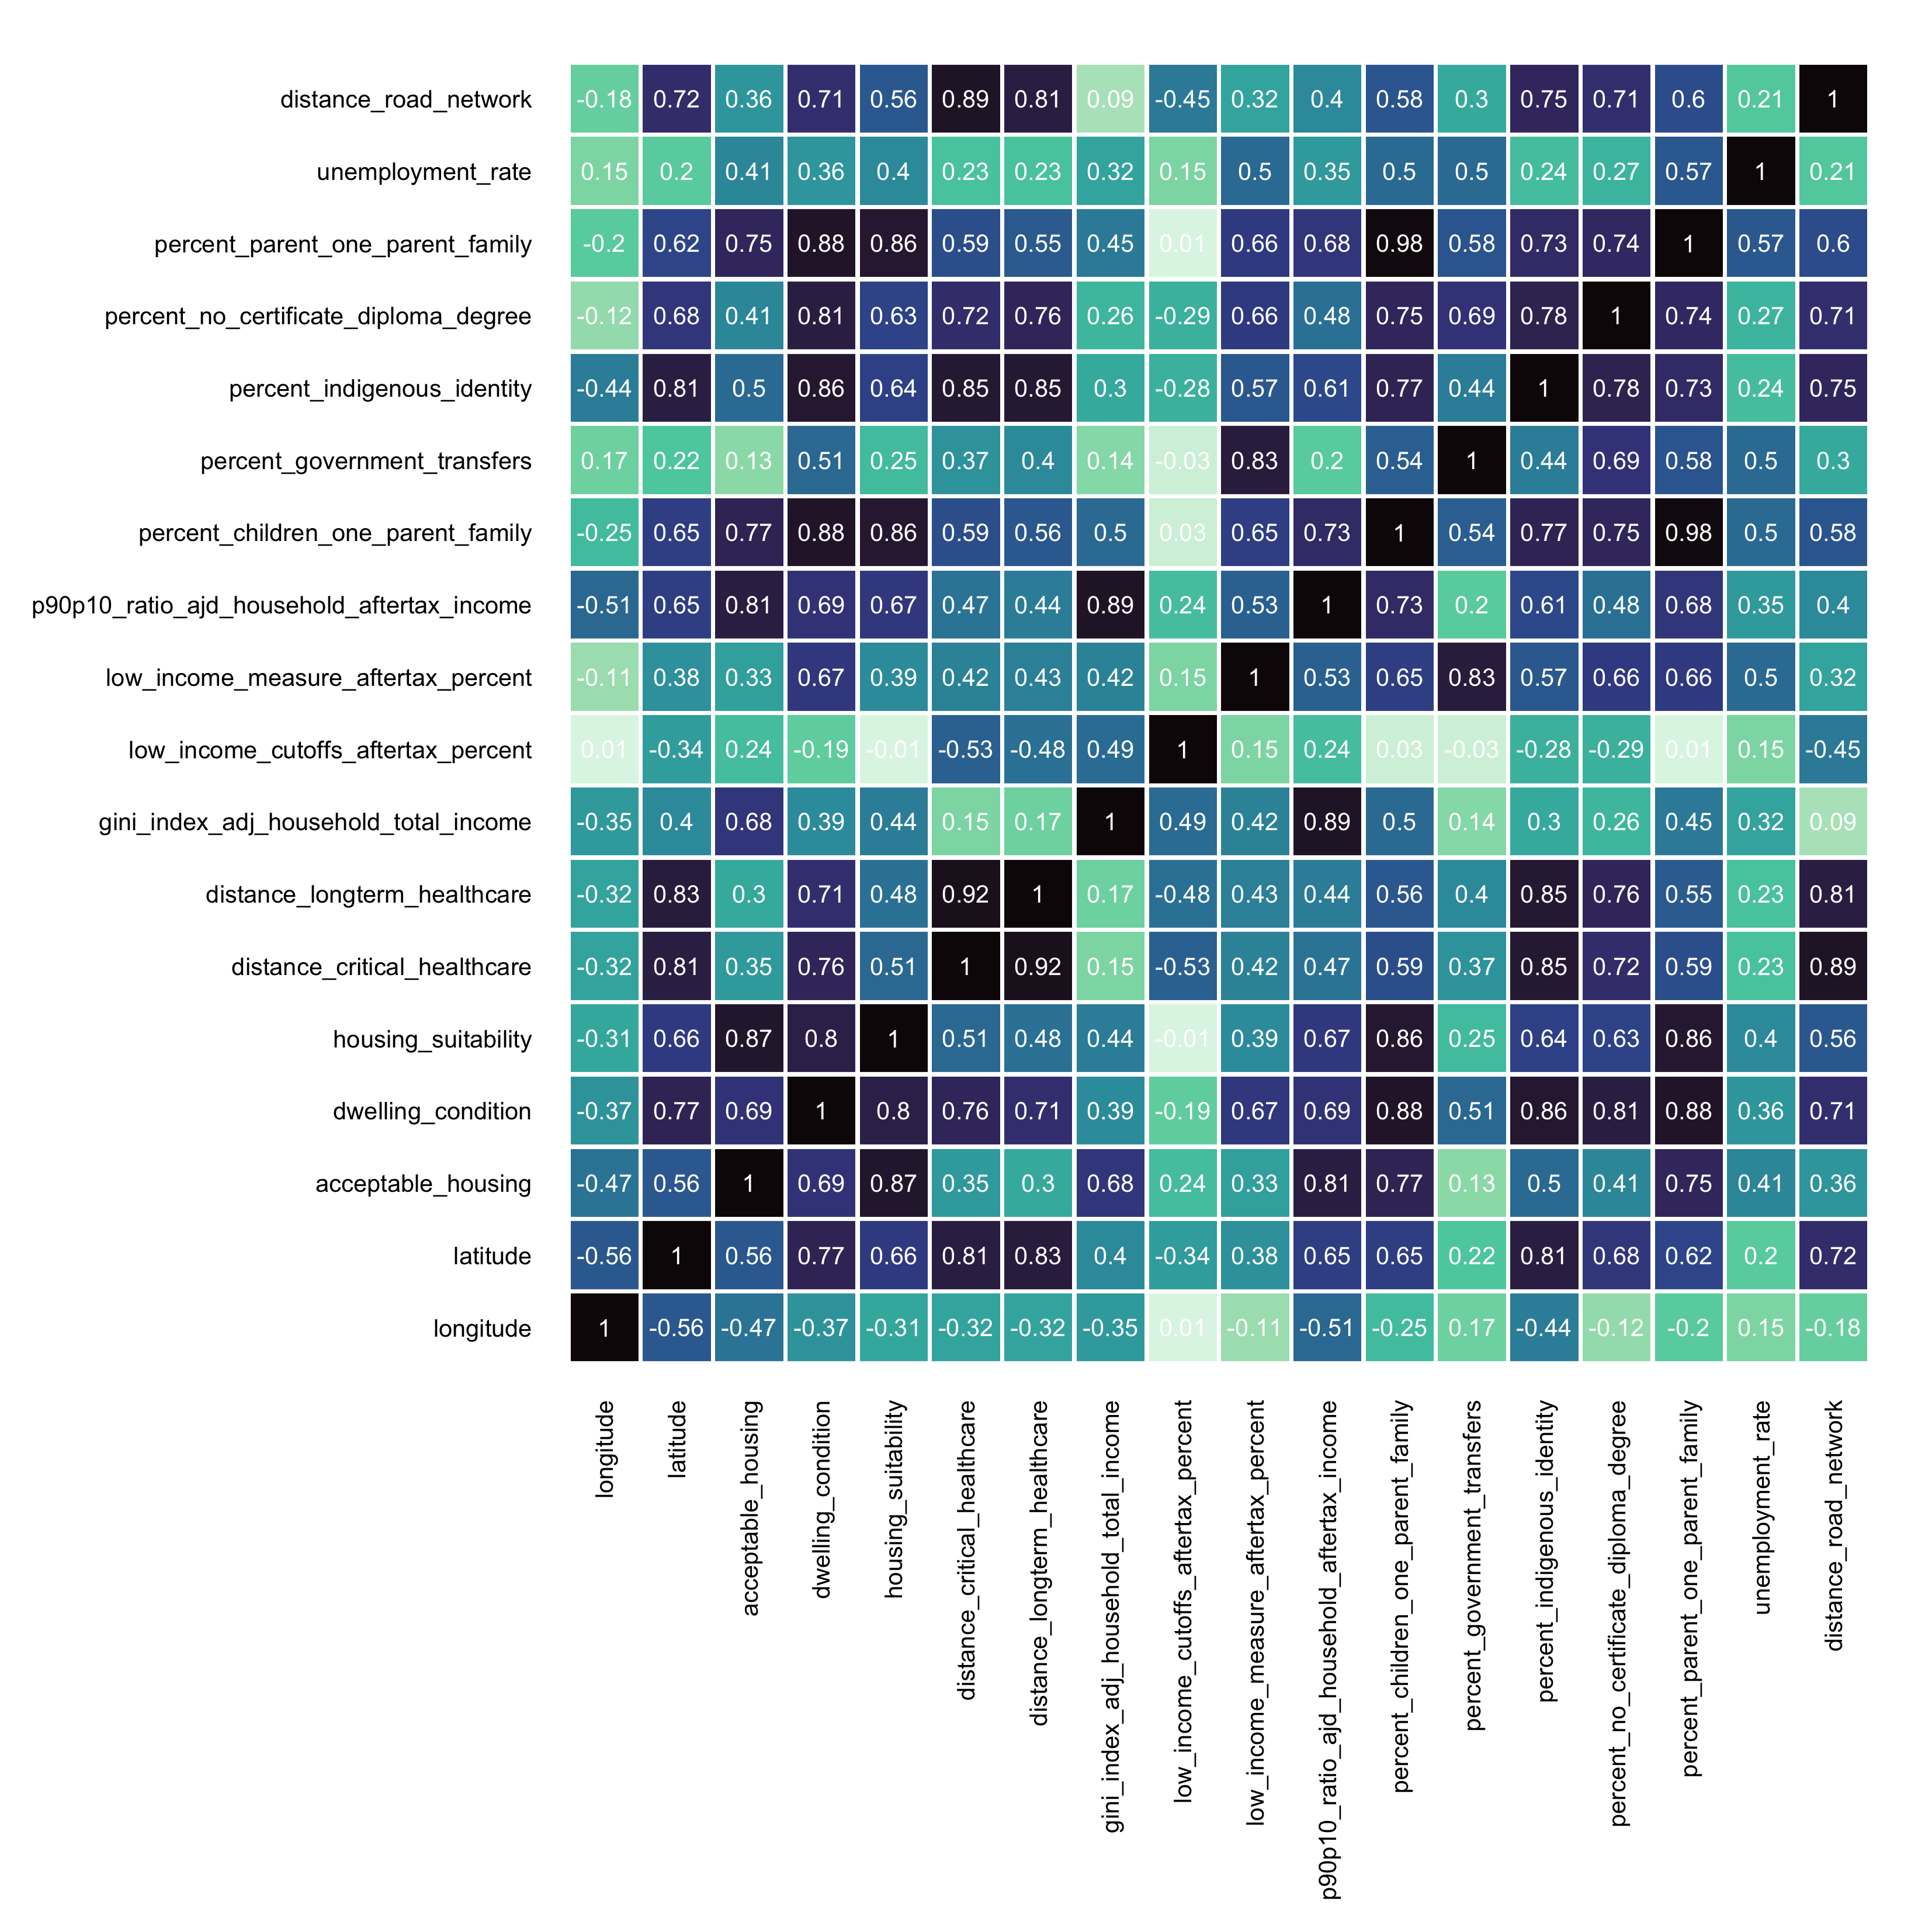 distance_road_network -0.18 0.72 0.36 0.71 0.56 0.89 0.81 0.09 -0.45 0.32 0.4 0.58 0.3 0.75 0.71 0.6 0.21 1
unemployment_rate 0.15 0.2 0.41 0.36 0.4 0.23 0.23 0.32 0.15 0.5 0.35 0.5 0.5 0.24 0.27 0.57 1 0.21
percent_parent_one_parent_family -0.2 0.62 0.75 0.88 0.86 0.59 0.55 0.45 0.01 0.66 0.68 0.98 0.58 0.73 0.74 1 0.57 0.6
percent_no_certificate_diploma_degree -0.12 0.68 0.41 0.81 0.63 0.72 0.76 0.26 -0.29 0.66 0.48 0.75 0.69 0.78 1 0.74 0.27 0.71
percent_indigenous_identity -0.44 0.81 0.5 0.86 0.64 0.85 0.85 0.3 -0.28 0.57 0.61 0.77 0.44 1 0.78 0.73 0.24 0.75
percent_government_transfers 0.17 0.22 0.13 0.51 0.25 0.37 0.4 0.14 -0.03 0.83 0.2 0.54 1 0.44 0.69 0.58 0.5 0.3
percent_children_one_parent_family -0.25 0.65 0.77 0.88 0.86 0.59 0.56 0.5 0.03 0.65 0.73 1 0.54 0.77 0.75 0.98 0.5 0.58
p90p10_ratio_ajd_household_aftertax_income -0.51 0.65 0.81 0.69 0.67 0.47 0.44 0.89 0.24 0.53 1 0.73 0.2 0.61 0.48 0.68 0.35 0.4
low_income_measure_aftertax_percent -0.11 0.38 0.33 0.67 0.39 0.42 0.43 0.42 0.15 1 0.53 0.65 0.83 0.57 0.66 0.66 0.5 0.32
low_income_cutoffs_aftertax_percent 0.01 -0.34 0.24 -0.19 -0.01 -0.53 -0.48 0.49 1 0.15 0.24 0.03 -0.03 -0.28 -0.29 0.01 0.15 -0.45
gini_index_adj_household_total_income -0.35 0.4 0.68 0.39 0.44 0.15 0.17 1 0.49 0.42 0.89 0.5 0.14 0.3 0.26 0.45 0.32 0.09
distance_longterm_healthcare -0.32 0.83 0.3 0.71 0.48 0.92 1 0.17 -0.48 0.43 0.44 0.56 0.4 0.85 0.76 0.55 0.23 0.81
distance_critical_healthcare -0.32 0.81 0.35 0.76 0.51 1 0.92 0.15 -0.53 0.42 0.47 0.59 0.37 0.85 0.72 0.59 0.23 0.89
housing_suitability -0.31 0.66 0.87 0.8 1 0.51 0.48 0.44 -0.01 0.39 0.67 0.86 0.25 0.64 0.63 0.86 0.4 0.56
dwelling_condition -0.37 0.77 0.69 1 0.8 0.76 0.71 0.39 -0.19 0.67 0.69 0.88 0.51 0.86 0.81 0.88 0.36 0.71
acceptable_housing -0.47 0.56 1 0.69 0.87 0.35 0.3 0.68 0.24 0.33 0.81 0.77 0.13 0.5 0.41 0.75 0.41 0.36
latitude -0.56 1 0.56 0.77 0.66 0.81 0.83 0.4 -0.34 0.38 0.65 0.65 0.22 0.81 0.68 0.62 0.2 0.72
longitude 1 -0.56 -0.47 -0.37 -0.31 -0.32 -0.32 -0.35 0.01 -0.11 -0.51 -0.25 0.17 -0.44 -0.12 -0.2 0.15 -0.18
longitude
latitude
acceptable_housing
dwelling_condition
housing_suitability
distance_critical_healthcare
distance_longterm_healthcare
gini_index_adj_household_total_income
low_income_cutoffs_aftertax_percent
low_income_measure_aftertax_percent
p90p10_ratio_ajd_household_aftertax_income
percent_children_one_parent_family
percent_government_transfers
percent_indigenous_identity
percent_no_certificate_diploma_degree
percent_parent_one_parent_family
unemployment_rate
distance_road_network